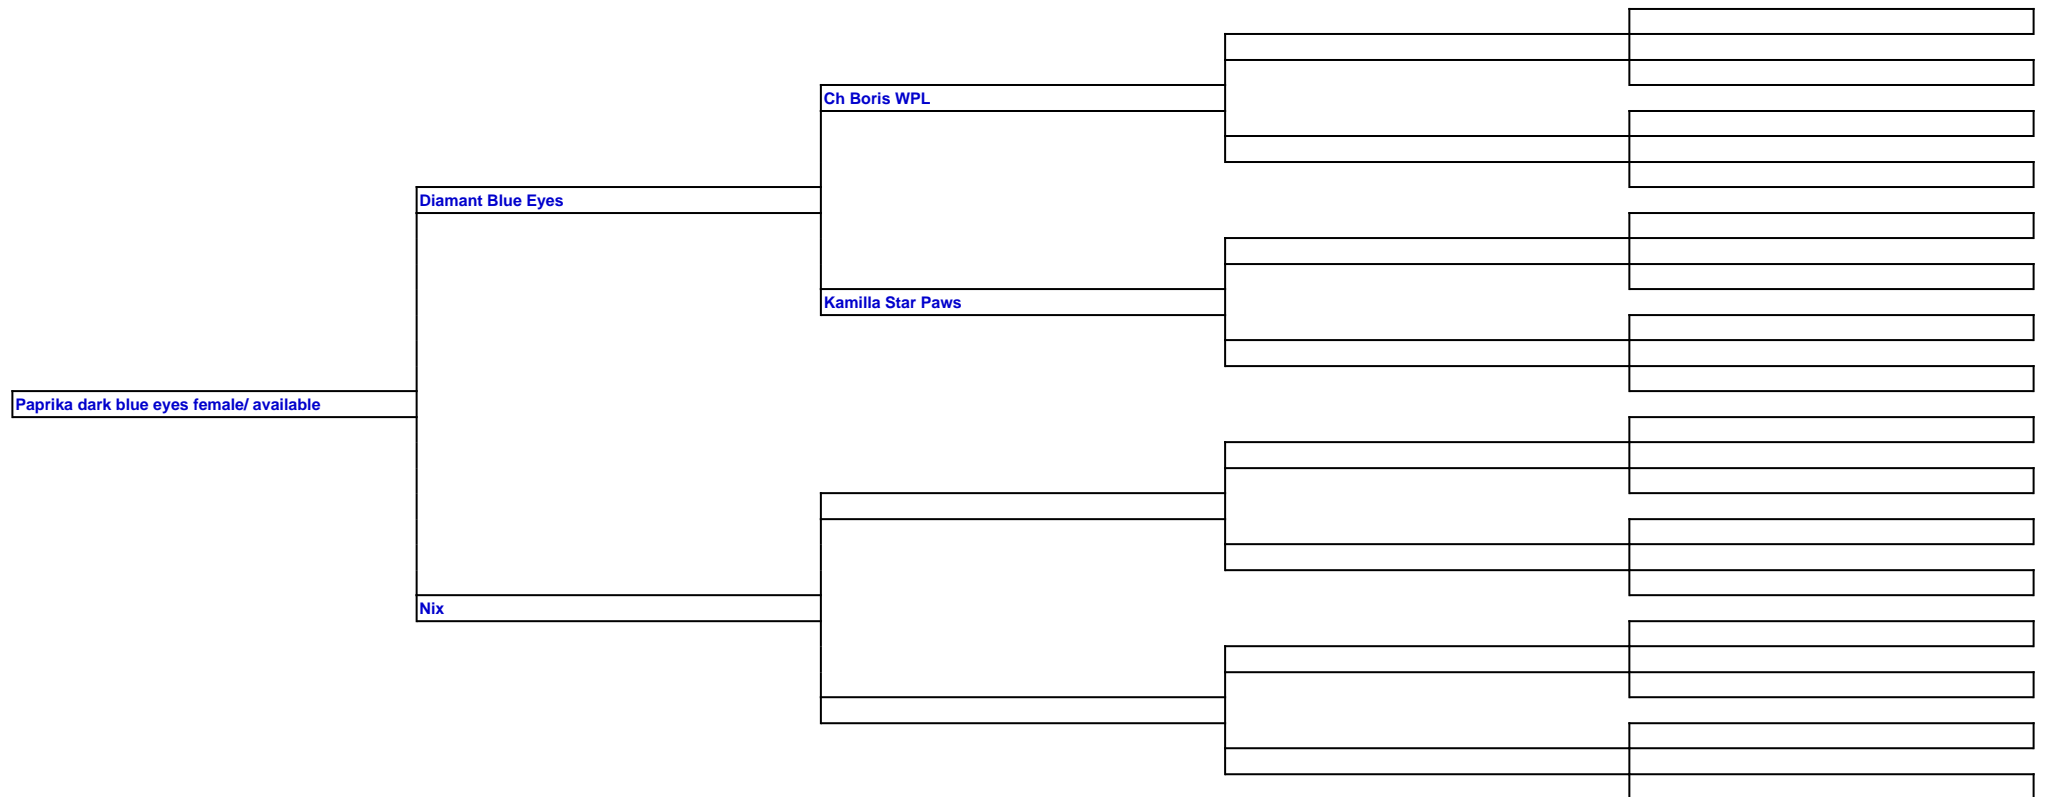 Ch Boris WPL
Diamant Blue Eyes
Kamilla Star Paws
Paprika dark blue eyes female/ available
Nix